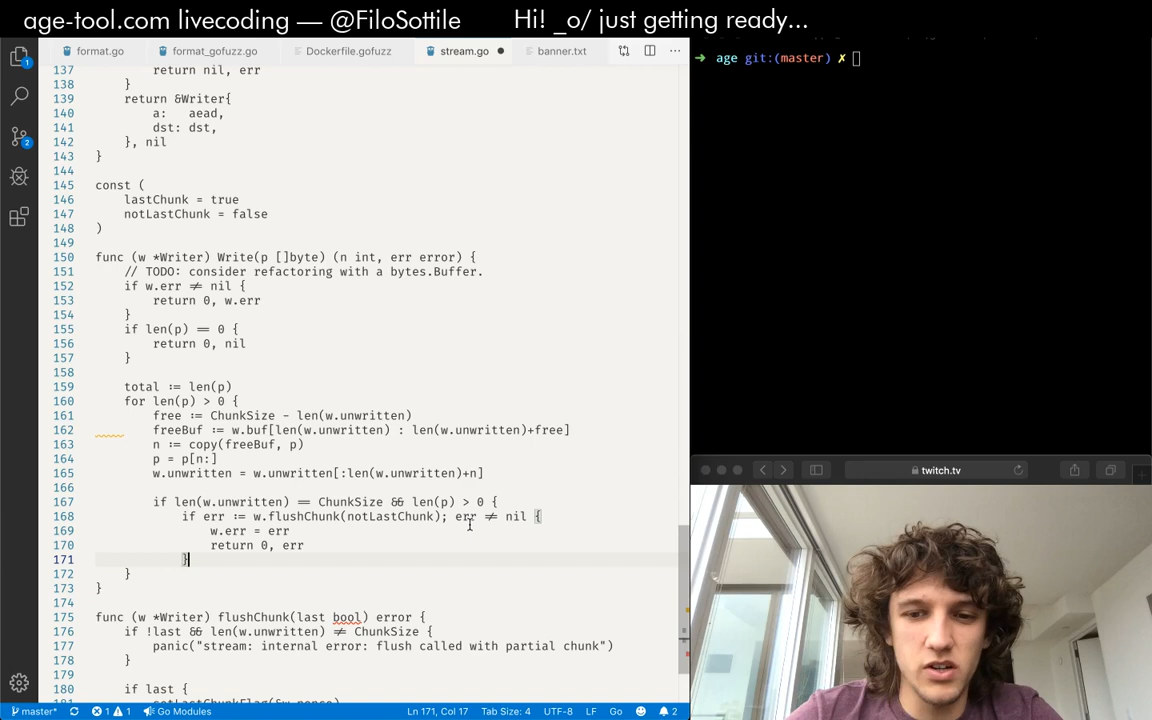 age-tool.com livecoding — @FiloSottile
Hi! _o/ just getting ready...
format.go
format_gofuzz.go
Dockerfile.gofuzz
stream.go
banner.txt
➜ age git:(master) ✗
137 return nil, err
138 }
139 return &Writer{
140 a: aead,
141 dst: dst,
142 }, nil
143 }
144
145 const (
146 lastChunk = true
147 notLastChunk = false
148 )
149
150 func (w *Writer) Write(p []byte) (n int, err error) {
151 // TODO: consider refactoring with a bytes.Buffer.
152 if w.err ≠ nil {
153 return 0, w.err
154 }
155 if len(p) == 0 {
156 return 0, nil
157 }
158
159 total := len(p)
160 for len(p) > 0 {
161 free := ChunkSize - len(w.unwritten)
162 freeBuf := w.buf[len(w.unwritten) : len(w.unwritten)+free]
163 n := copy(freeBuf, p)
164 p = p[n:]
165 w.unwritten = w.unwritten[:len(w.unwritten)+n]
166
167 if len(w.unwritten) == ChunkSize && len(p) > 0 {
168 if err := w.flushChunk(notLastChunk); err ≠ nil {
169 w.err = err
170 return 0, err
171 }
172 }
173 }
174
175 func (w *Writer) flushChunk(last bool) error {
176 if !last && len(w.unwritten) ≠ ChunkSize {
177 panic("stream: internal error: flush called with partial chunk")
178 }
179
180 if last {
twitch.tv
master*
1 1
Go Modules
Ln 171, Col 17
Tab Size: 4
UTF-8
LF
Go
2